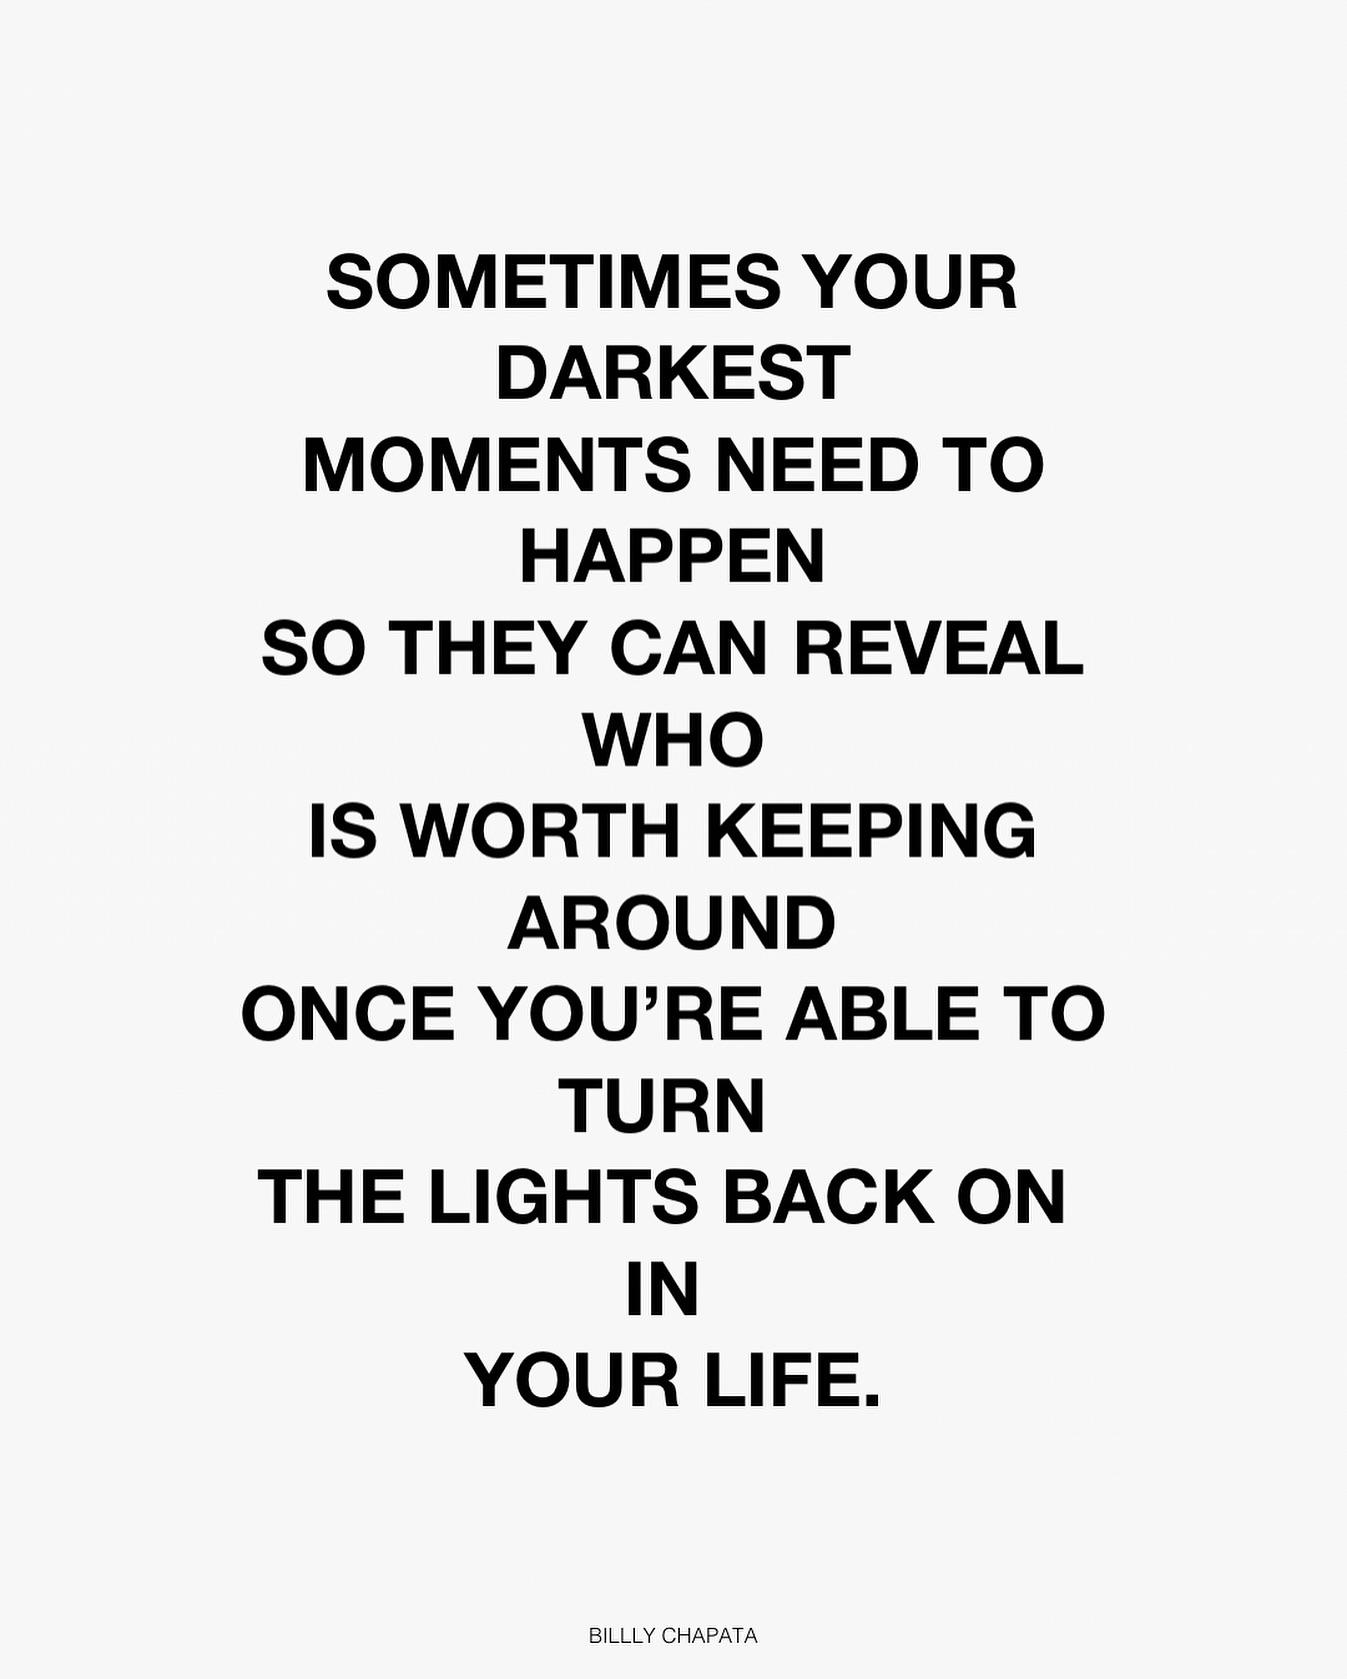 SOMETIMES YOUR
DARKEST
MOMENTS NEED TO
HAPPEN
SO THEY CAN REVEAL
WHO
IS WORTH KEEPING
AROUND
ONCE YOU’RE ABLE TO
TURN
THE LIGHTS BACK ON
IN
YOUR LIFE.
BILLLY CHAPATA